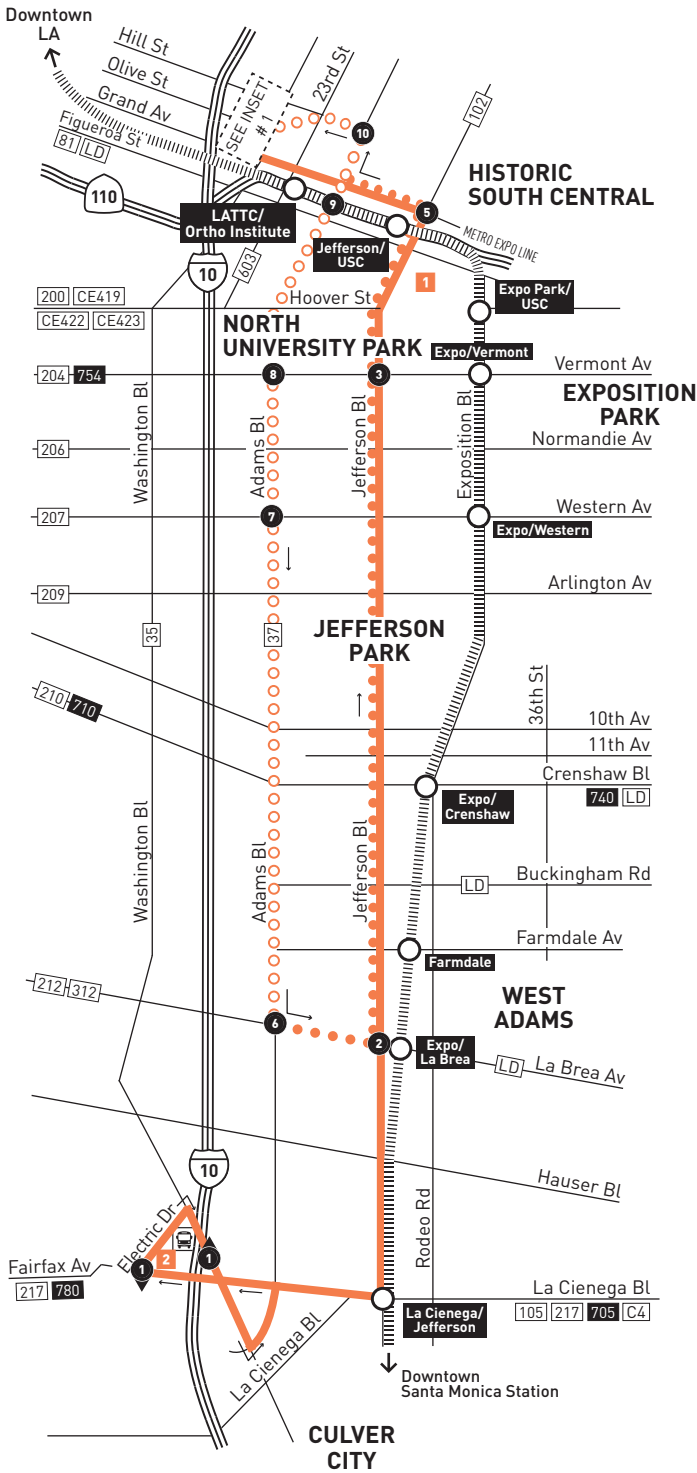 Downtown
LA
Hill St
Olive St
Grand Av
Figueroa St
81 LD
SEE INSET
# 1
23rd St
10
102
HISTORIC
SOUTH CENTRAL
110
LATTC/
Ortho Institute
9
5
METRO EXPO LINE
Jefferson/
USC
10
603
1
Expo Park/
USC
200 CE419
CE422 CE423
Hoover St
NORTH
UNIVERSITY PARK
Expo/Vermont
204 754
8
3
Vermont Av
EXPOSITION
PARK
Washington Bl
Adams Bl
Jefferson Bl
Exposition Bl
206
Normandie Av
207
7
Western Av
Expo/Western
209
Arlington Av
35
37
JEFFERSON
PARK
210 710
36th St
10th Av
11th Av
Crenshaw Bl
740 LD
Expo/
Crenshaw
Washington Bl
Adams Bl
Jefferson Bl
LD
Buckingham Rd
Farmdale Av
Farmdale
212 312
WEST
ADAMS
6
2
Expo/
La Brea
LD
La Brea Av
10
Hauser Bl
Rodeo Rd
Electric Dr
Fairfax Av
217 780
1
2
1
La Cienega Bl
105 217 705 C4
La Cienega/
Jefferson
La Cienega Bl
Downtown
Santa Monica Station
CULVER
CITY